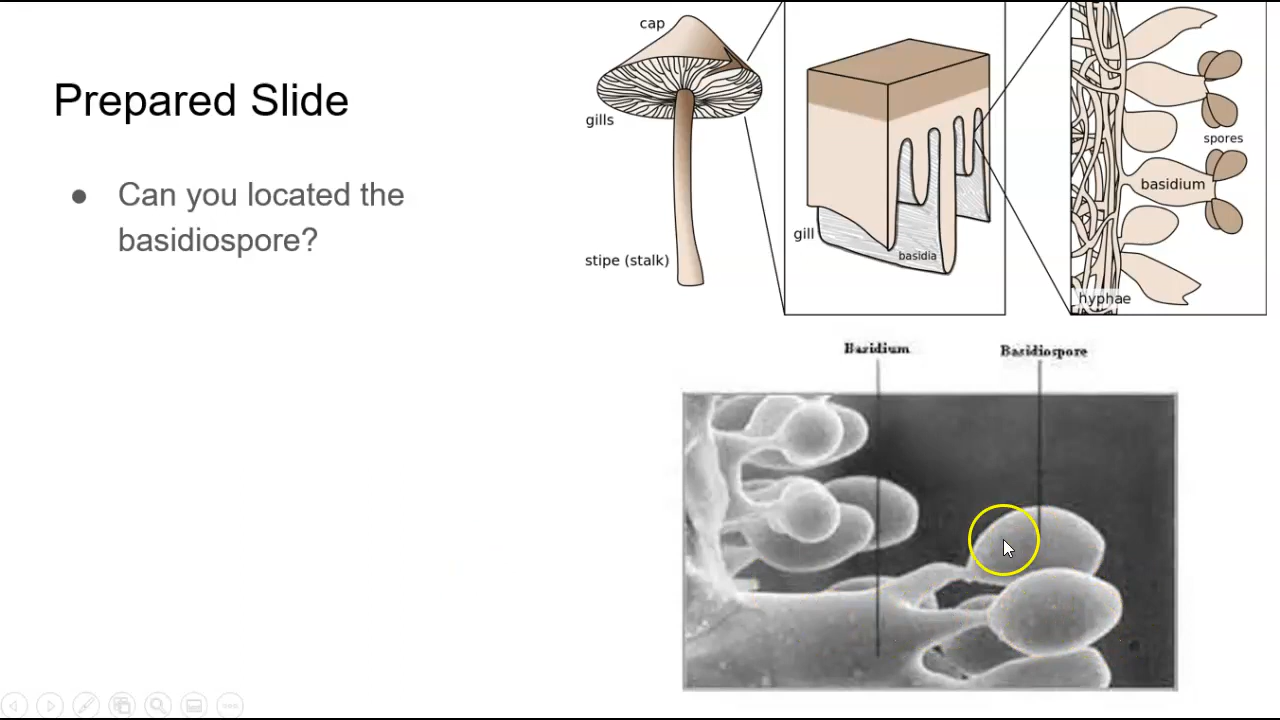 Prepared Slide
● Can you located the
basidiospore?
cap
gills
stipe (stalk)
gill
basidia
spores
basidium
hyphae
Basidium
Basidiospore